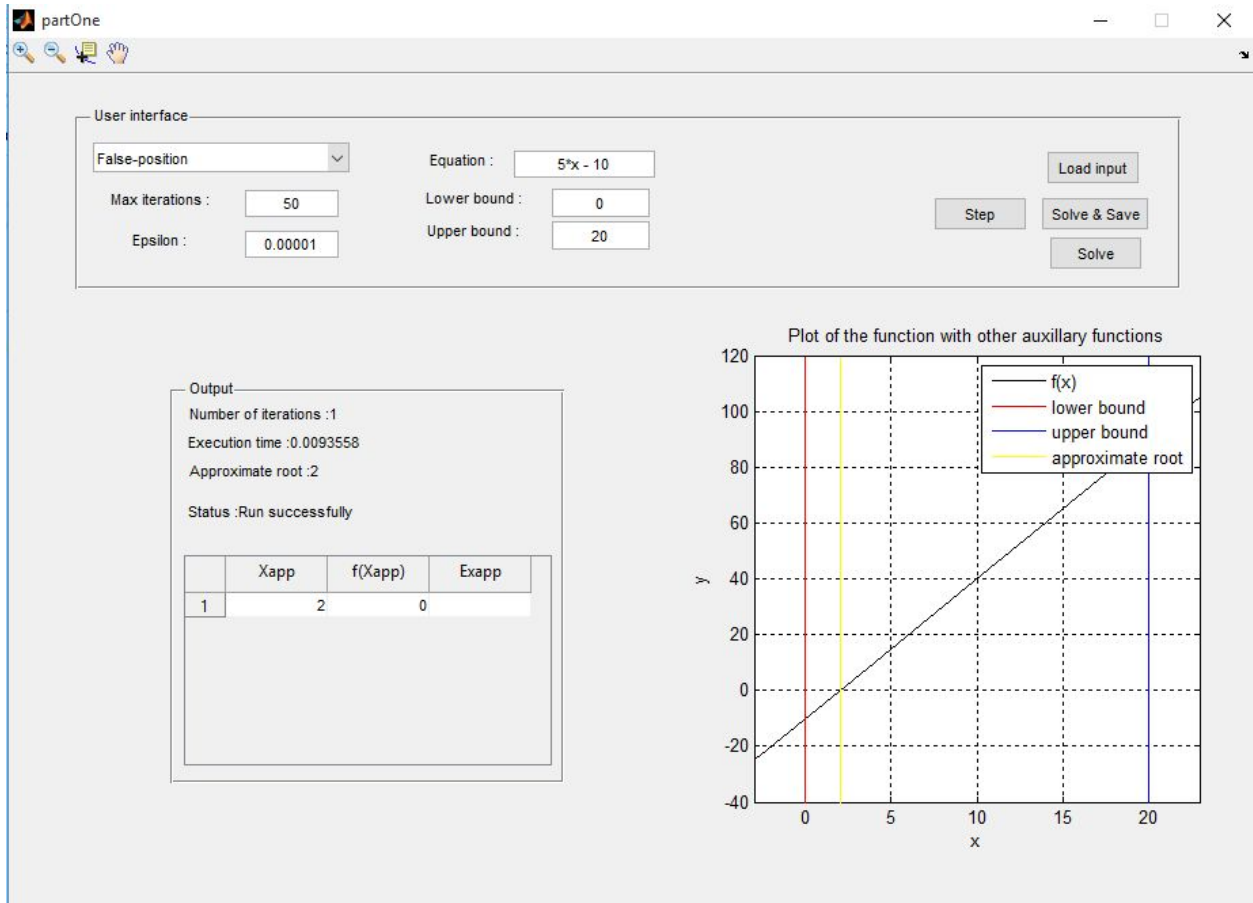 partOne
User interface
False-position
Equation : 5*x - 10
Load input
Max iterations : 50
Lower bound : 0
Step
Solve & Save
Epsilon : 0.00001
Upper bound : 20
Solve
Output
Number of iterations :1
Execution time :0.0093558
Approximate root :2
Status :Run successfully
Xapp f(Xapp) Exapp
1 2 0
Plot of the function with other auxillary functions
f(x)
lower bound
upper bound
approximate root
120
100
80
60
40
20
0
-20
-40
y
0 5 10 15 20
x